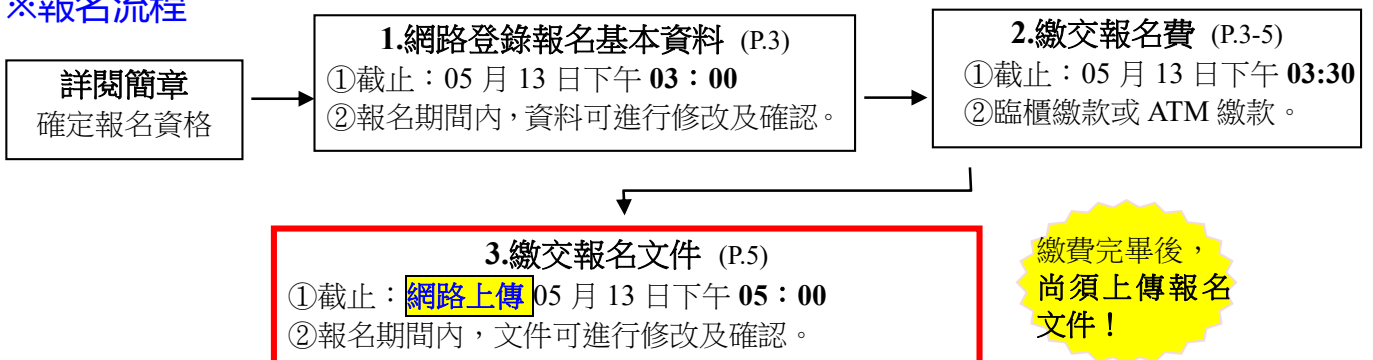 ※報名流程
詳閱簡章
確定報名資格
1.網路登錄報名基本資料 (P.3)
①截止：05 月 13 日下午 03：00
②報名期間內，資料可進行修改及確認。
2.繳交報名費 (P.3-5)
①截止：05 月 13 日下午 03:30
②臨櫃繳款或 ATM 繳款。
3.繳交報名文件 (P.5)
①截止：網路上傳 05 月 13 日下午 05：00
②報名期間內，文件可進行修改及確認。
繳費完畢後，
尚須上傳報名
文件！